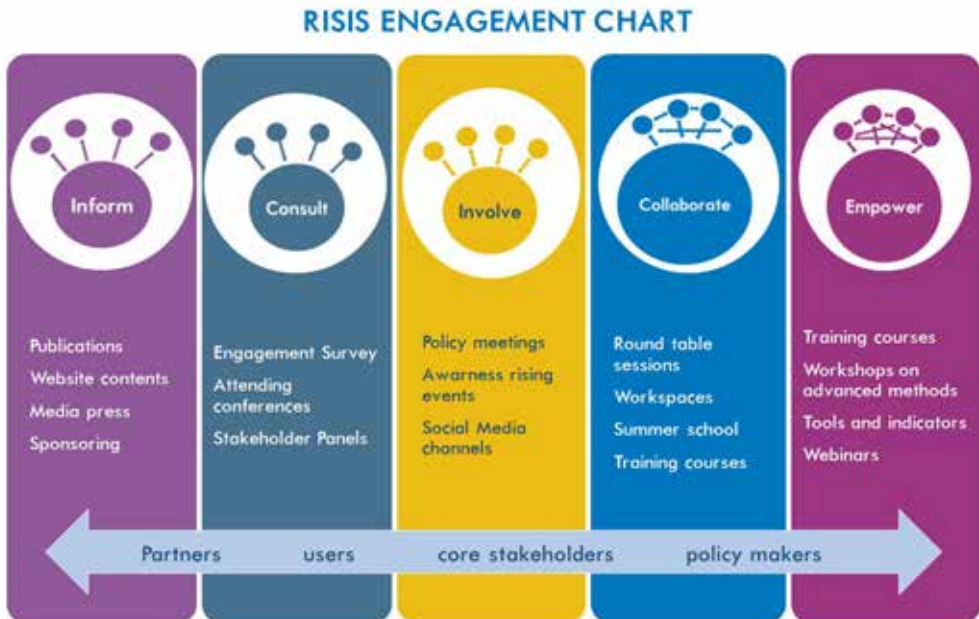 RISIS ENGAGEMENT CHART
Inform
Consult
Involve
Collaborate
Empower
Publications
Website contents
Media press
Sponsoring
Engagement Survey
Attending
conferences
Stakeholder Panels
Policy meetings
Awarness rising
events
Social Media
channels
Round table
sessions
Workspaces
Summer school
Training courses
Training courses
Workshops on
advanced methods
Tools and indicators
Webinars
Partners users core stakeholders policy makers